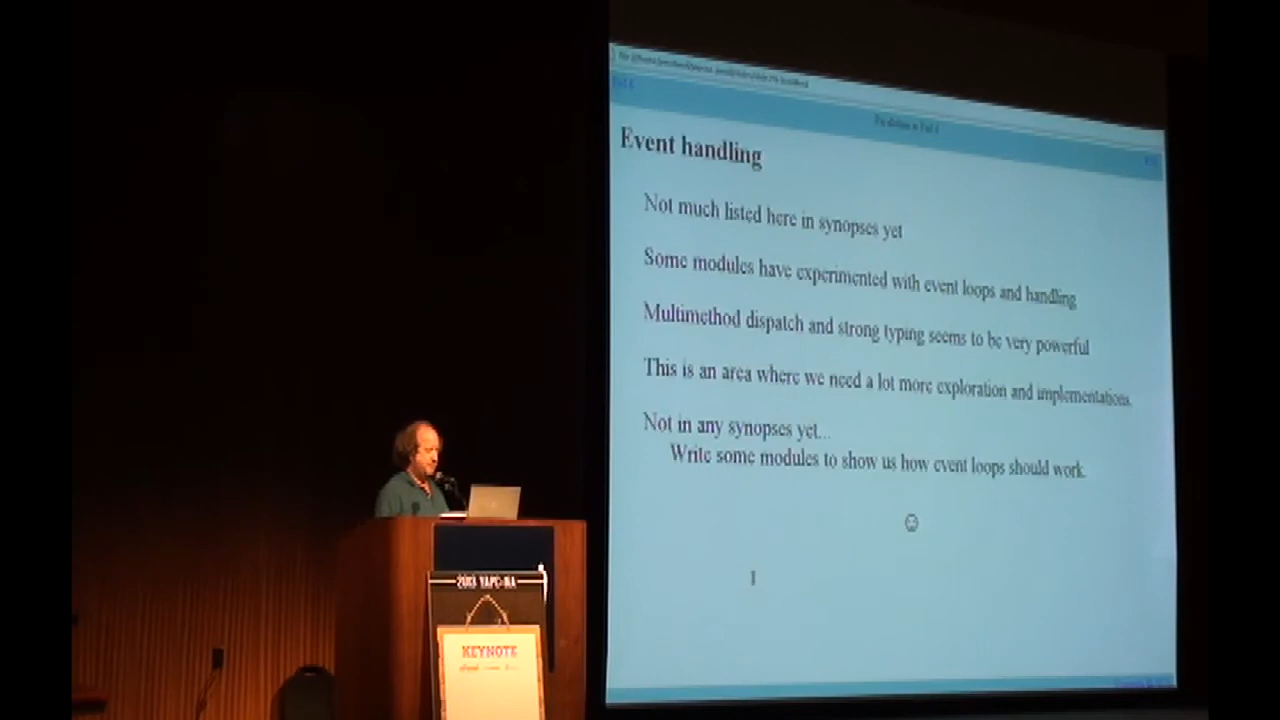 Event handling
Not much listed here in synopses yet
Some modules have experimented with event loops and handling
Multimethod dispatch and strong typing seems to be very powerful
This is an area where we need a lot more exploration and implementations.
Not in any synopses yet...
Write some modules to show us how event loops should work.
KEYNOTE